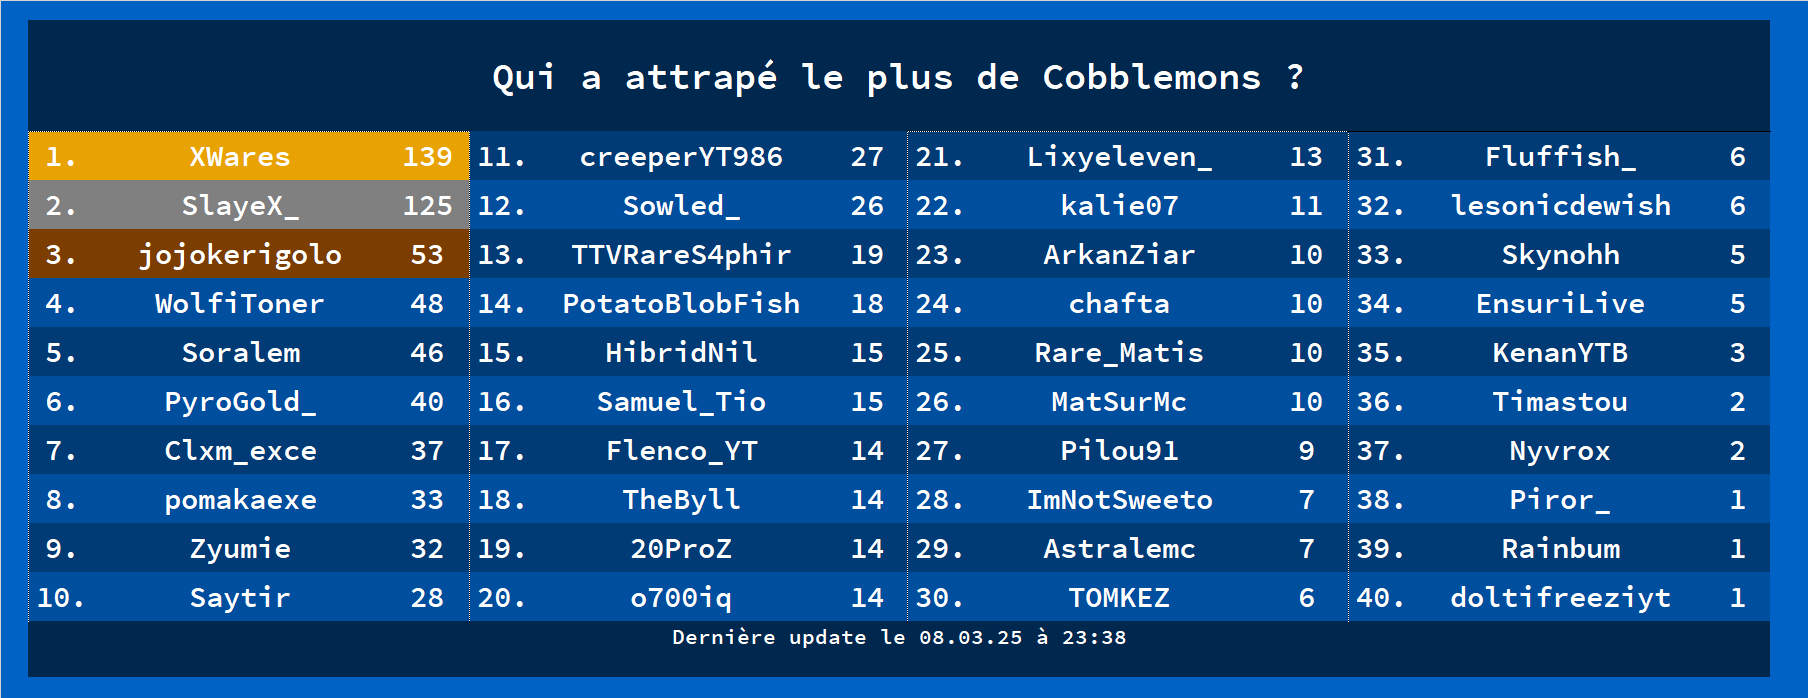 Qui a attrapé le plus de Cobblemons ?
1. XWares 139
2. SlayeX_ 125
3. jojokerigolo 53
4. WolfiToner 48
5. Soralem 46
6. PyroGold_ 40
7. Clxm_exce 37
8. pomakaexe 33
9. Zyumie 32
10. Saytir 28
11. creeperYT986 27
12. Sowled_ 26
13. TTVRareS4phir 19
14. PotatoBlobFish 18
15. HibridNil 15
16. Samuel_Tio 15
17. Flenco_YT 14
18. TheByll 14
19. 20ProZ 14
20. o700iq 14
21. Lixyeleven_ 13
22. kalie07 11
23. ArkanZiar 10
24. chafta 10
25. Rare_Matis 10
26. MatSurMc 10
27. Pilou91 9
28. ImNotSweeto 7
29. Astralemc 7
30. TOMKEZ 6
31. Fluffish_ 6
32. lesonicdewish 6
33. Skynohh 5
34. EnsuriLive 5
35. KenanYTB 3
36. Timastou 2
37. Nyvrox 2
38. Piror_ 1
39. Rainbum 1
40. doltifreeziyt 1
Dernière update le 08.03.25 à 23:38